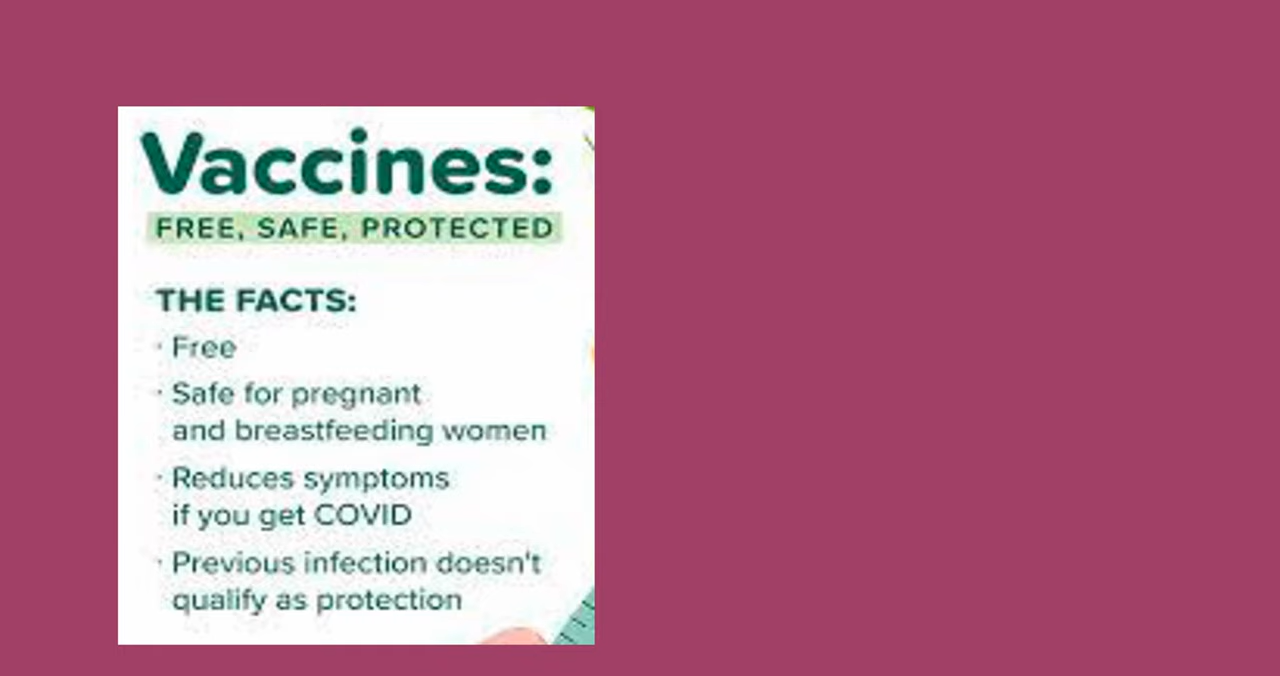 Vaccines:
FREE, SAFE, PROTECTED
THE FACTS:
· Free
· Safe for pregnant
and breastfeeding women
· Reduces symptoms
if you get COVID
· Previous infection doesn't
qualify as protection